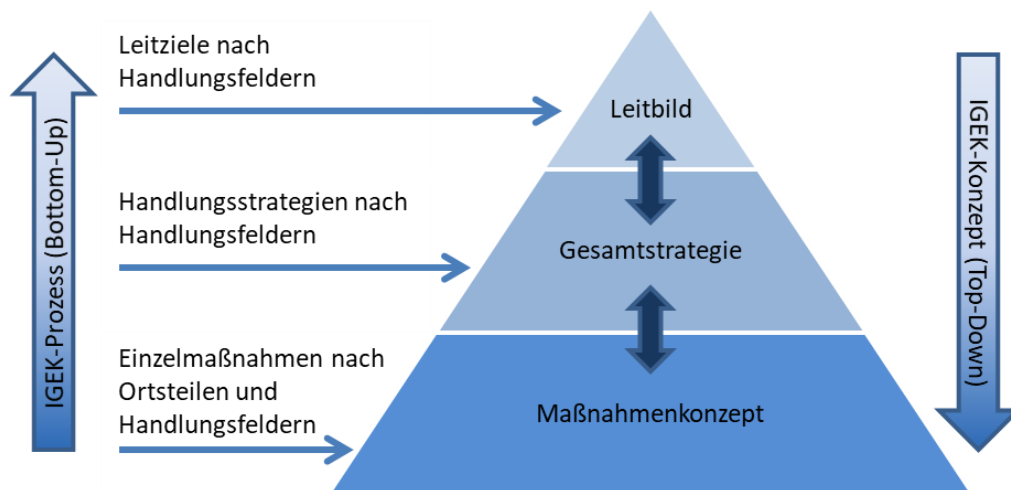 IGEK-Prozess (Bottom-Up)
Leitziele nach
Handlungsfeldern
Leitbild
Handlungsstrategien nach
Handlungsfeldern
Gesamtstrategie
Einzelmaßnahmen nach
Ortsteilen und
Handlungsfeldern
Maßnahmenkonzept
IGEK-Konzept (Top-Down)